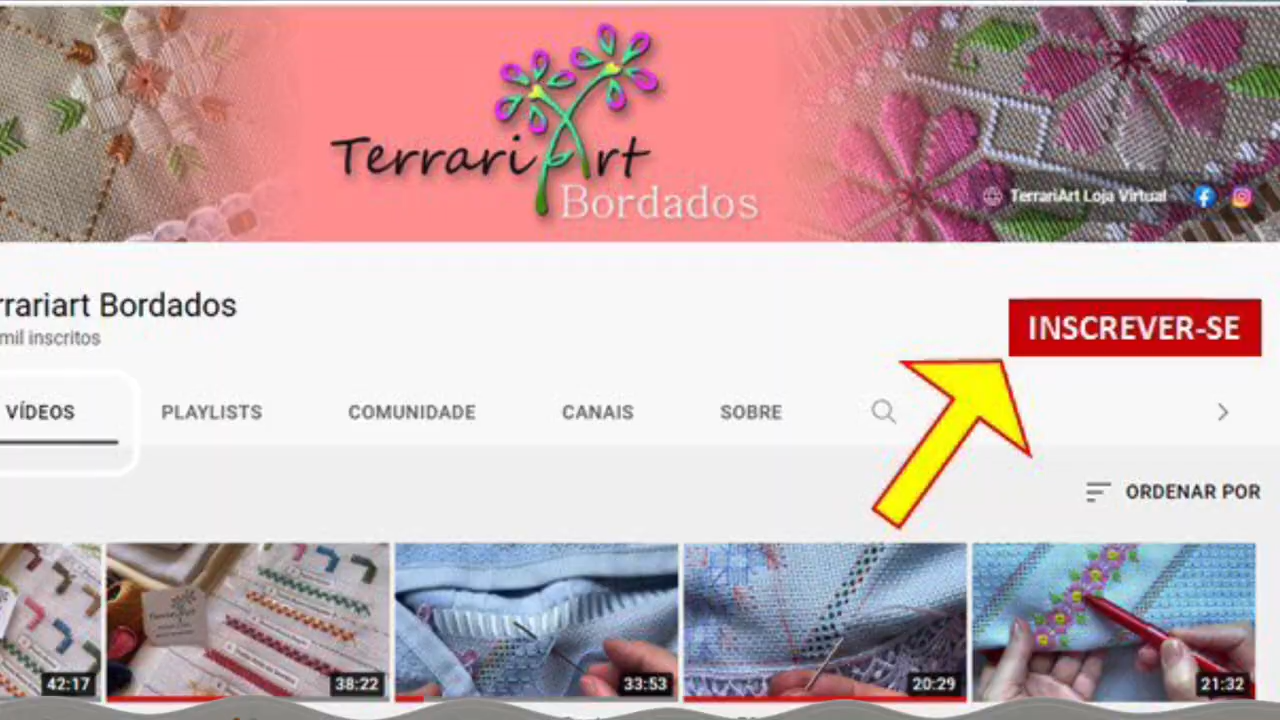 TerrariArt
Bordados
TerrariArt Loja Virtual
rrariart Bordados
mil inscritos
INSCREVER-SE
VÍDEOS
PLAYLISTS
COMUNIDADE
CANAIS
SOBRE
ORDENAR POR
42:17
38:22
33:53
20:29
21:32